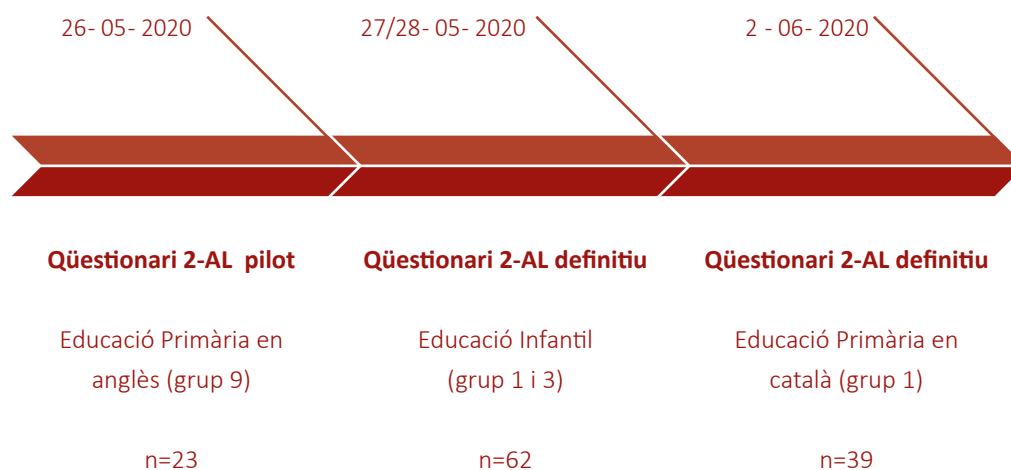 26- 05- 2020
27/28- 05- 2020
2 - 06- 2020
Qüestionari 2-AL  pilot
Educació Primària en
anglès (grup 9)
n=23
Qüestionari 2-AL definitiu
Educació Infantil
(grup 1 i 3)
n=62
Qüestionari 2-AL definitiu
Educació Primària en
català (grup 1)
n=39